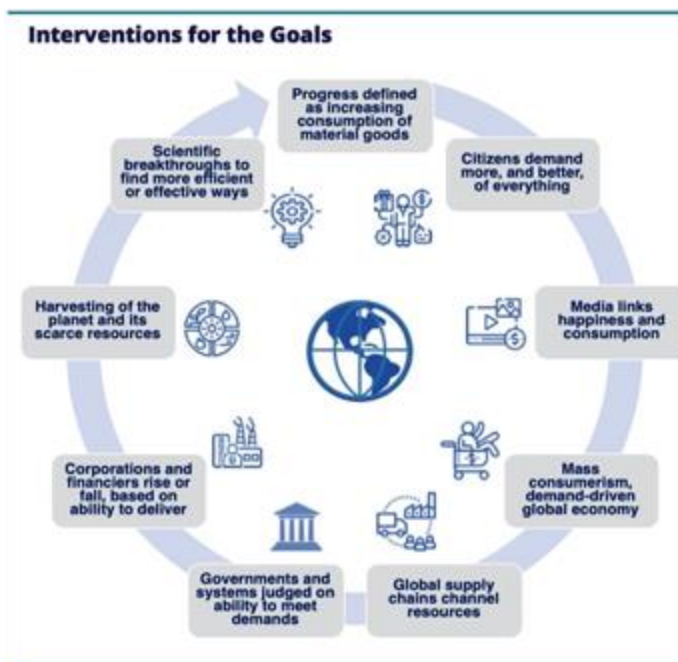 Interventions for the Goals
Progress defined
as increasing
consumption of
material goods
Citizens demand
more, and better,
of everything
Media links
happiness and
consumption
Mass
consumerism,
demand-driven
global economy
Global supply
chains channel
resources
Governments and
systems judged on
ability to meet
demands
Corporations and
financiers rise or
fall, based on
ability to deliver
Harvesting of the
planet and its
scarce resources
Scientific
breakthroughs to
find more efficient
or effective ways